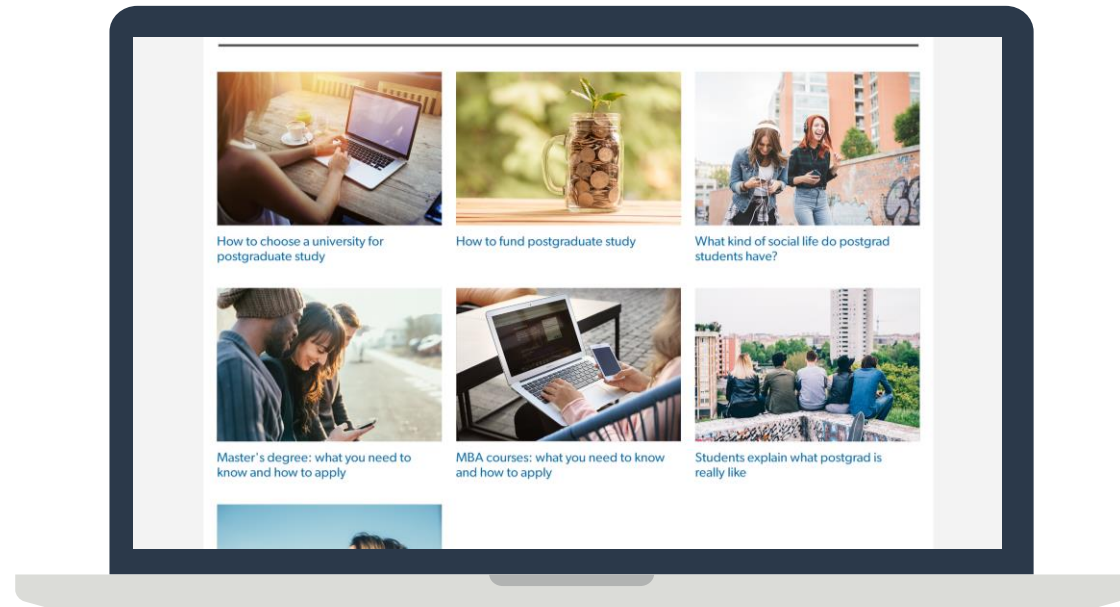 How to choose a university for
postgraduate study
How to fund postgraduate study
What kind of social life do postgrad
students have?
Master's degree: what you need to
know and how to apply
MBA courses: what you need to know
and how to apply
Students explain what postgrad is
really like